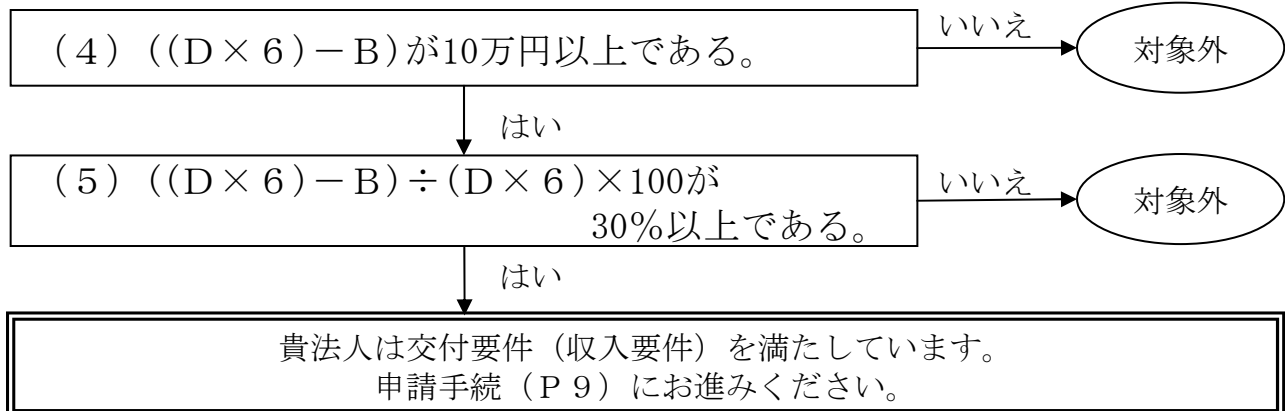 （４）（(Ｄ×６)－Ｂ)が10万円以上である。
いいえ
対象外
はい
（５）（(Ｄ×６)－Ｂ)÷(Ｄ×６)×100が
30％以上である。
いいえ
対象外
はい
貴法人は交付要件（収入要件）を満たしています。
申請手続（Ｐ９）にお進みください。